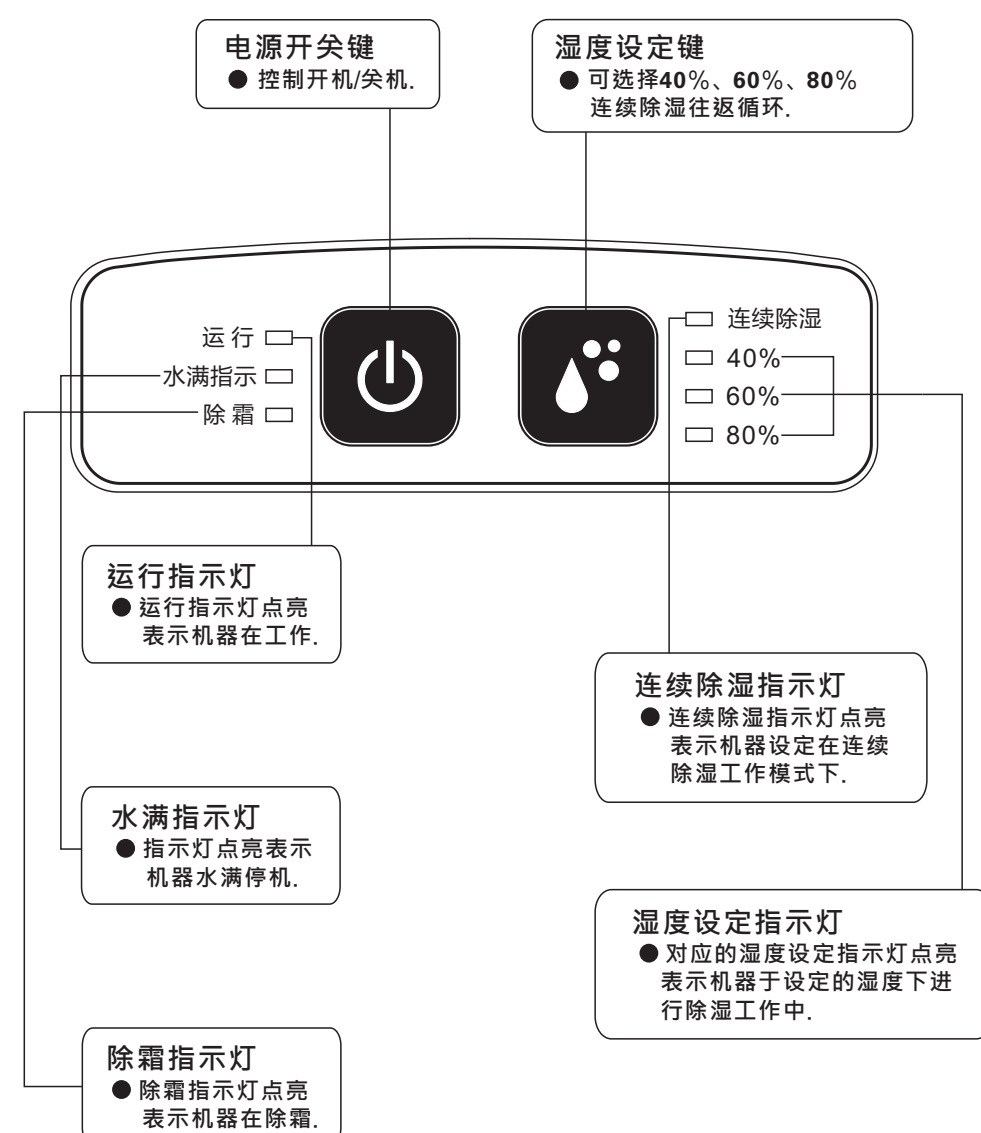 电源开关键
● 控制开机/关机.
湿度设定键
● 可选择40%、60%、80%
连续除湿往返循环.
运行
水满指示
除霜
连续除湿
40%
60%
80%
运行指示灯
● 运行指示灯点亮
表示机器在工作.
连续除湿指示灯
● 连续除湿指示灯点亮
表示机器设定在连续
除湿工作模式下.
水满指示灯
● 指示灯点亮表示
机器水满停机.
湿度设定指示灯
● 对应的湿度设定指示灯点亮
表示机器于设定的湿度下进
行除湿工作中.
除霜指示灯
● 除霜指示灯点亮
表示机器在除霜.